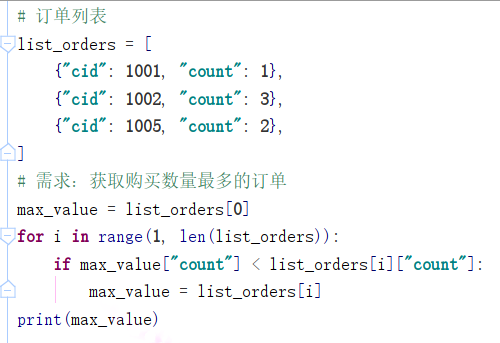 # 订单列表
list_orders = [
    {"cid": 1001, "count": 1},
    {"cid": 1002, "count": 3},
    {"cid": 1005, "count": 2},
]
# 需求：获取购买数量最多的订单
max_value = list_orders[0]
for i in range(1, len(list_orders)):
    if max_value["count"] < list_orders[i]["count"]:
        max_value = list_orders[i]
print(max_value)